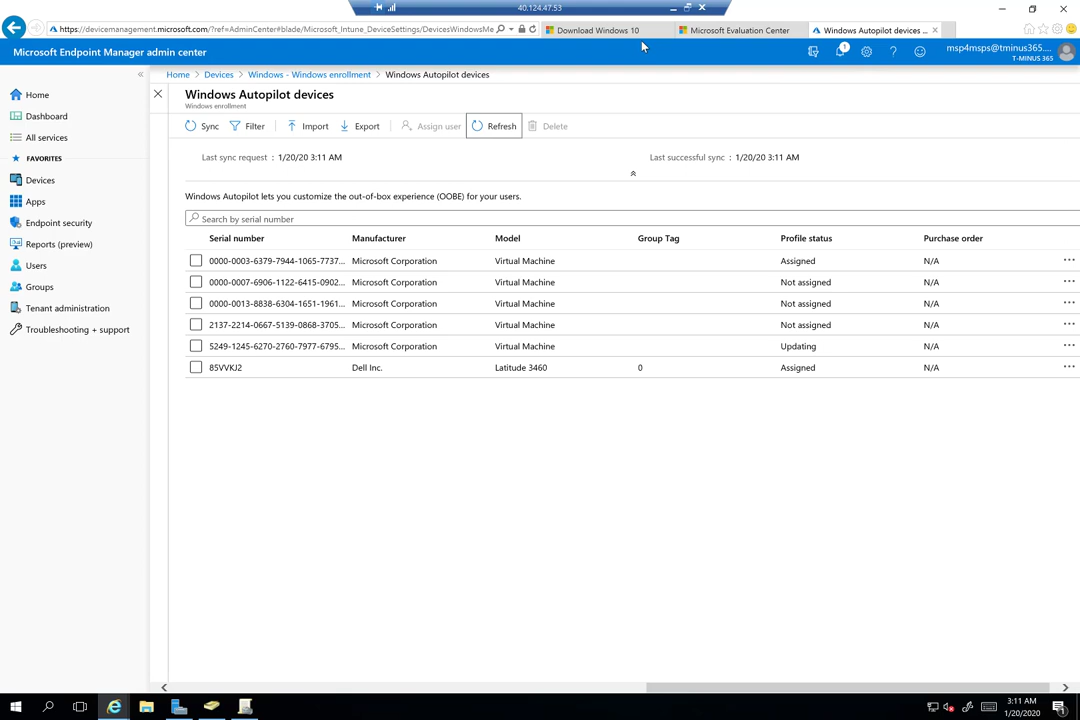 40.124.47.53
https://devicemanagement.microsoft.com/?ref=AdminCenter#blade/Microsoft_Intune_DeviceSettings/DevicesWindowsMe
Download Windows 10
Microsoft Evaluation Center
Windows Autopilot devices ...
Microsoft Endpoint Manager admin center
1
msp4msps@tminus365....
T-MINUS 365
Home > Devices > Windows - Windows enrollment > Windows Autopilot devices
«
Home
Dashboard
All services
FAVORITES
Devices
Apps
Endpoint security
Reports (preview)
Users
Groups
Tenant administration
Troubleshooting + support
Windows Autopilot devices
Windows enrollment
Sync Filter Import Export Assign user Refresh Delete
Last sync request : 1/20/20 3:11 AM Last successful sync : 1/20/20 3:11 AM
Windows Autopilot lets you customize the out-of-box experience (OOBE) for your users.
Search by serial number
Serial number Manufacturer Model Group Tag Profile status Purchase order
0000-0003-6379-7944-1065-7737... Microsoft Corporation Virtual Machine Assigned N/A ...
0000-0007-6906-1122-6415-0902... Microsoft Corporation Virtual Machine Not assigned N/A ...
0000-0013-8838-6304-1651-1961... Microsoft Corporation Virtual Machine Not assigned N/A ...
2137-2214-0667-5139-0868-3705... Microsoft Corporation Virtual Machine Not assigned N/A ...
5249-1245-6270-2760-7977-6795... Microsoft Corporation Virtual Machine Updating N/A ...
85VVKJ2 Dell Inc. Latitude 3460 0 Assigned N/A ...
3:11 AM
1/20/2020
1